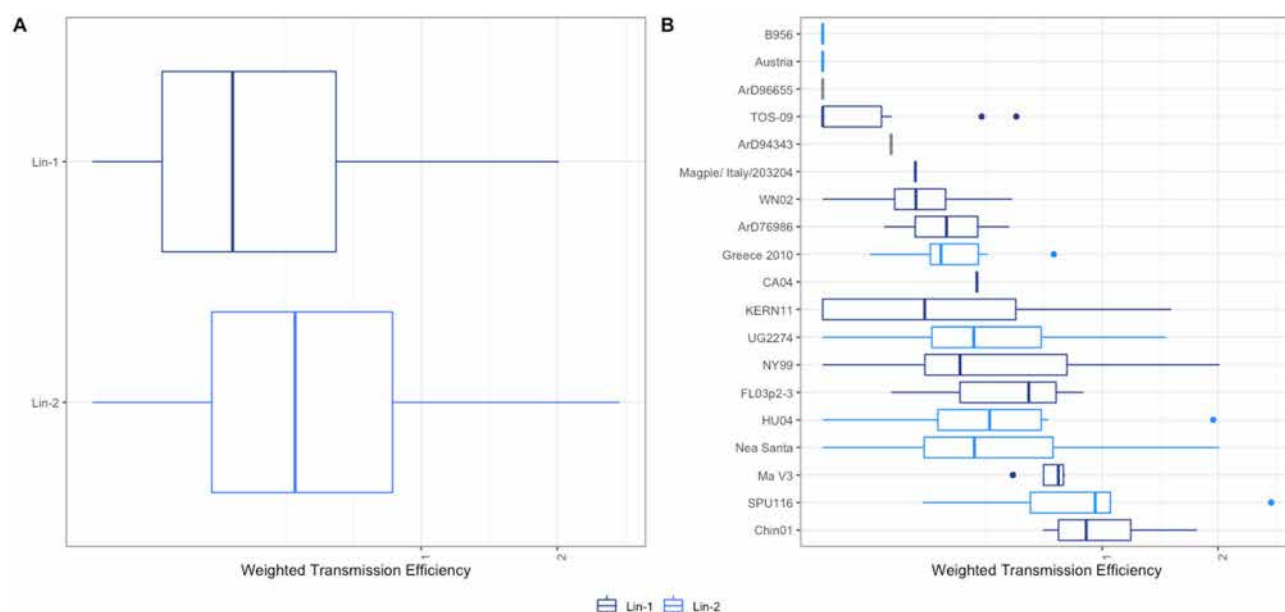 A
Lin-1
Lin-2
1
2
Weighted Transmission Efficiency
B
B956
Austria
ArD96655
TOS-09
ArD94343
Magpie/ Italy/203204
WN02
ArD76986
Greece 2010
CA04
KERN11
UG2274
NY99
FL03p2-3
HU04
Nea Santa
Ma V3
SPU116
Chin01
1
2
Weighted Transmission Efficiency
Lin-1 Lin-2